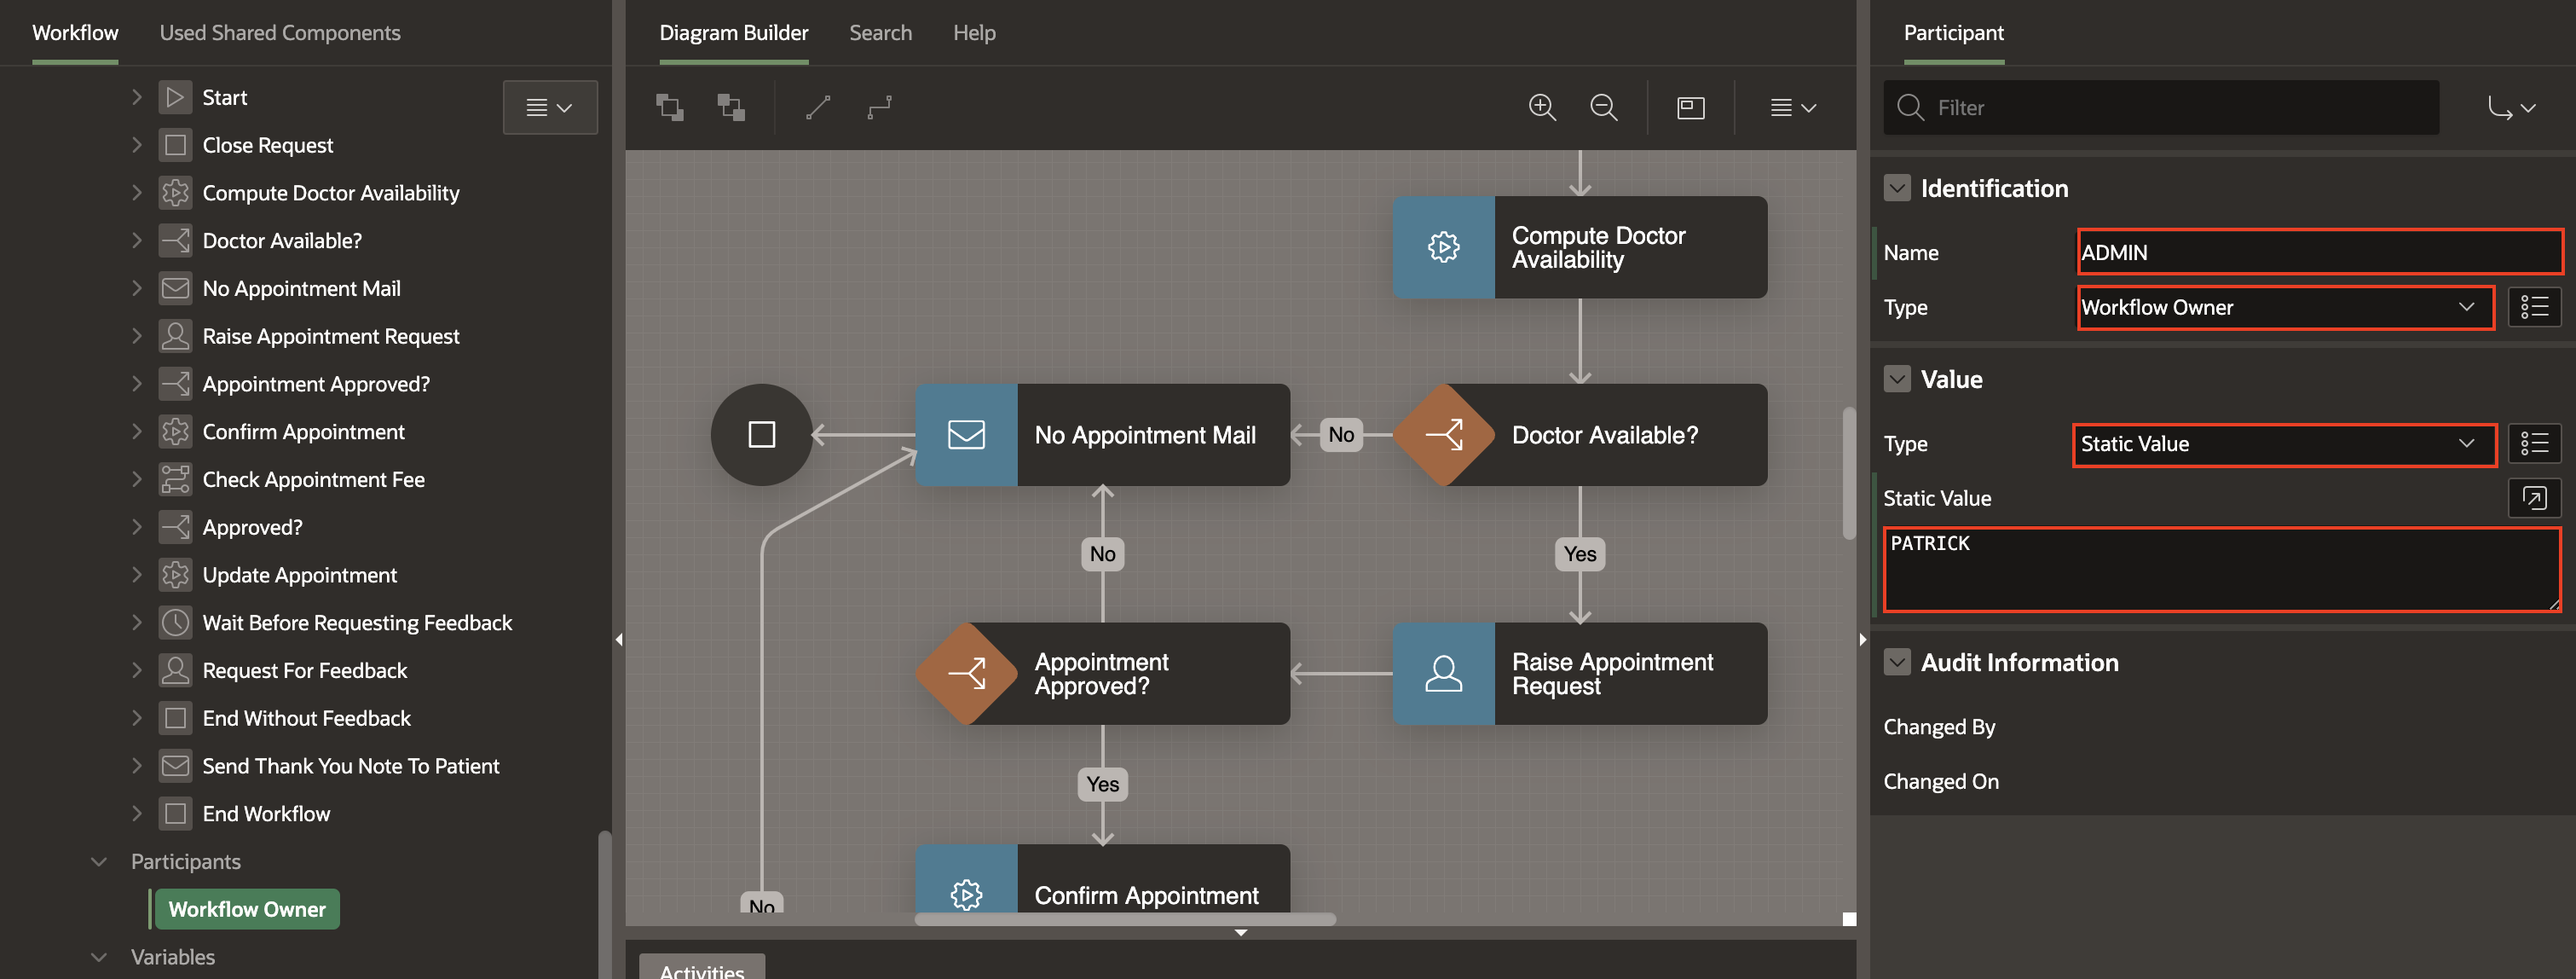 Workflow
Used Shared Components
Start
Close Request
Compute Doctor Availability
Doctor Available?
No Appointment Mail
Raise Appointment Request
Appointment Approved?
Confirm Appointment
Check Appointment Fee
Approved?
Update Appointment
Wait Before Requesting Feedback
Request For Feedback
End Without Feedback
Send Thank You Note To Patient
End Workflow
Participants
Workflow Owner
Variables
Diagram Builder
Search
Help
Compute Doctor
Availability
No Appointment Mail
No
Doctor Available?
No
Yes
Appointment
Approved?
Raise Appointment
Request
Yes
Confirm Appointment
No
Activities
Participant
Filter
Identification
Name
ADMIN
Type
Workflow Owner
Value
Type
Static Value
Static Value
PATRICK
Audit Information
Changed By
Changed On